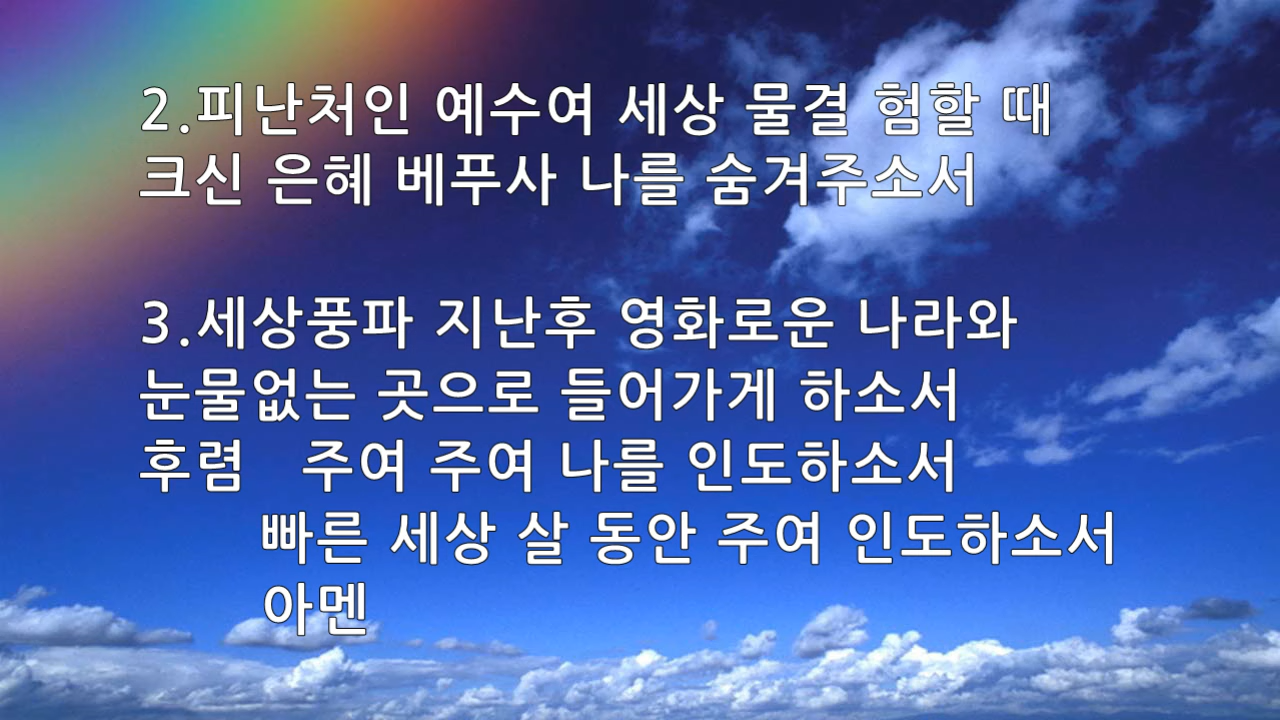 2.피난처인 예수여 세상 물결 험할 때
크신 은혜 베푸사 나를 숨겨주소서
3.세상풍파 지난후 영화로운 나라와
눈물없는 곳으로 들어가게 하소서
후렴 주여 주여 나를 인도하소서
빠른 세상 살 동안 주여 인도하소서
아멘